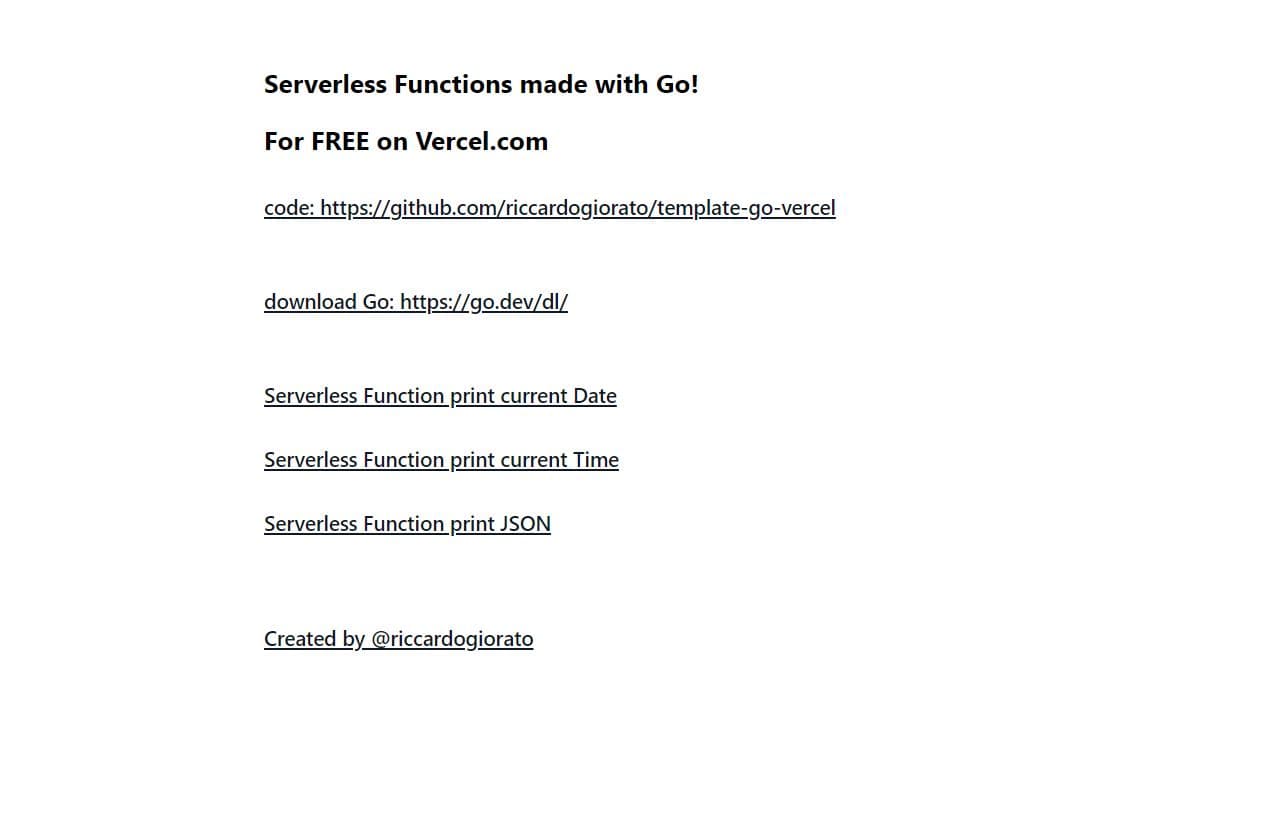 Serverless Functions made with Go!
For FREE on Vercel.com
code: https://github.com/riccardogiorato/template-go-vercel
download Go: https://go.dev/dl/
Serverless Function print current Date
Serverless Function print current Time
Serverless Function print JSON
Created by @riccardogiorato